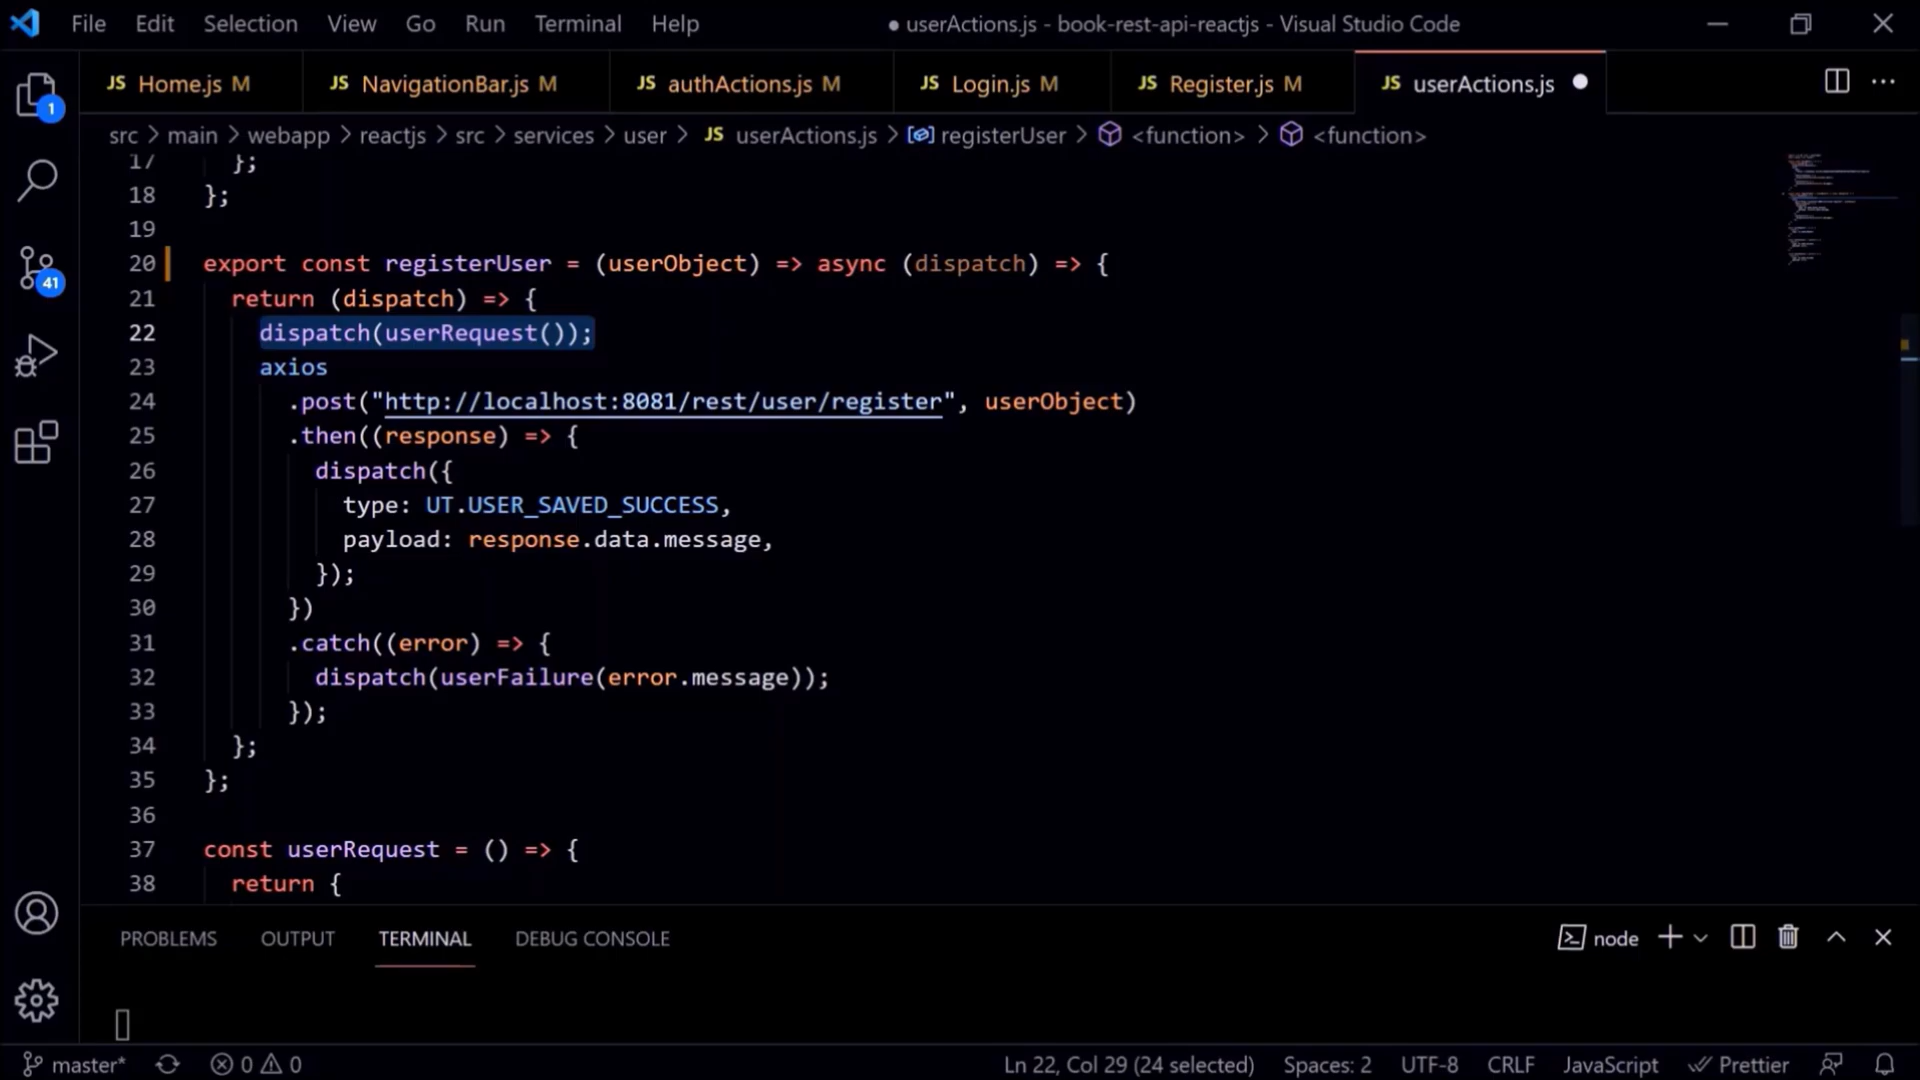 File Edit Selection View Go Run Terminal Help ● userActions.js - book-rest-api-reactjs - Visual Studio Code
JS Home.js M JS NavigationBar.js M JS authActions.js M JS Login.js M JS Register.js M JS userActions.js
src > main > webapp > reactjs > src > services > user > JS userActions.js > registerUser > <function> > <function>
17 };
18 };
19
20 export const registerUser = (userObject) => async (dispatch) => {
21 return (dispatch) => {
22 dispatch(userRequest());
23 axios
24 .post("http://localhost:8081/rest/user/register", userObject)
25 .then((response) => {
26 dispatch({
27 type: UT.USER_SAVED_SUCCESS,
28 payload: response.data.message,
29 });
30 })
31 .catch((error) => {
32 dispatch(userFailure(error.message));
33 });
34 };
35 };
36
37 const userRequest = () => {
38 return {
1
41
PROBLEMS OUTPUT TERMINAL DEBUG CONSOLE node
master* 0 0 Ln 22, Col 29 (24 selected) Spaces: 2 UTF-8 CRLF JavaScript Prettier